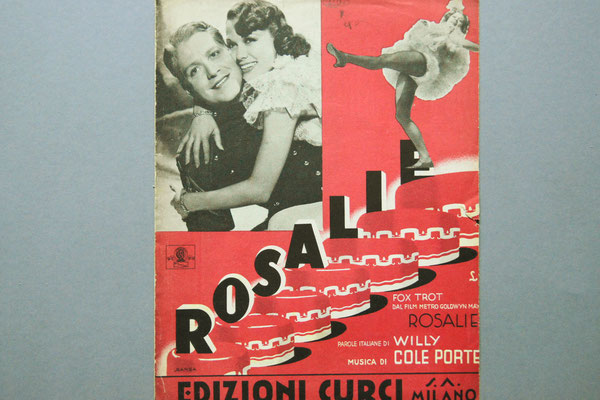 ROSALIE
FOX TROT
DAL FILM METRO GOLDWYN MAY
ROSALIE
PAROLE ITALIANE DI WILLY
MUSICA DI COLE PORTE
EDIZIONI CURCI S.A. MILANO